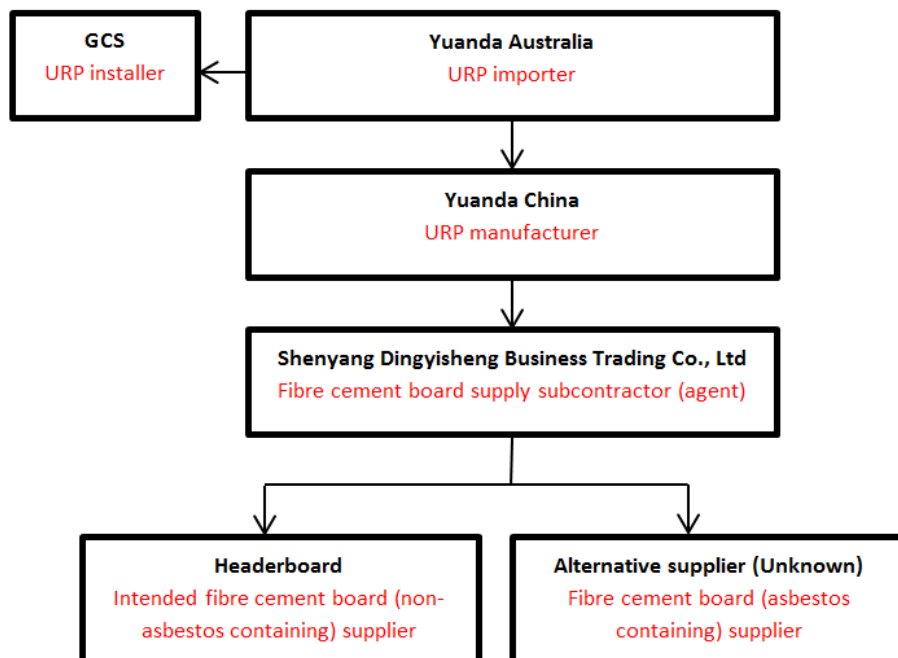 GCS
URP installer
Yuanda Australia
URP importer
Yuanda China
URP manufacturer
Shenyang Dingyisheng Business Trading Co., Ltd
Fibre cement board supply subcontractor (agent)
Headerboard
Intended fibre cement board (non-
asbestos containing) supplier
Alternative supplier (Unknown)
Fibre cement board (asbestos
containing) supplier